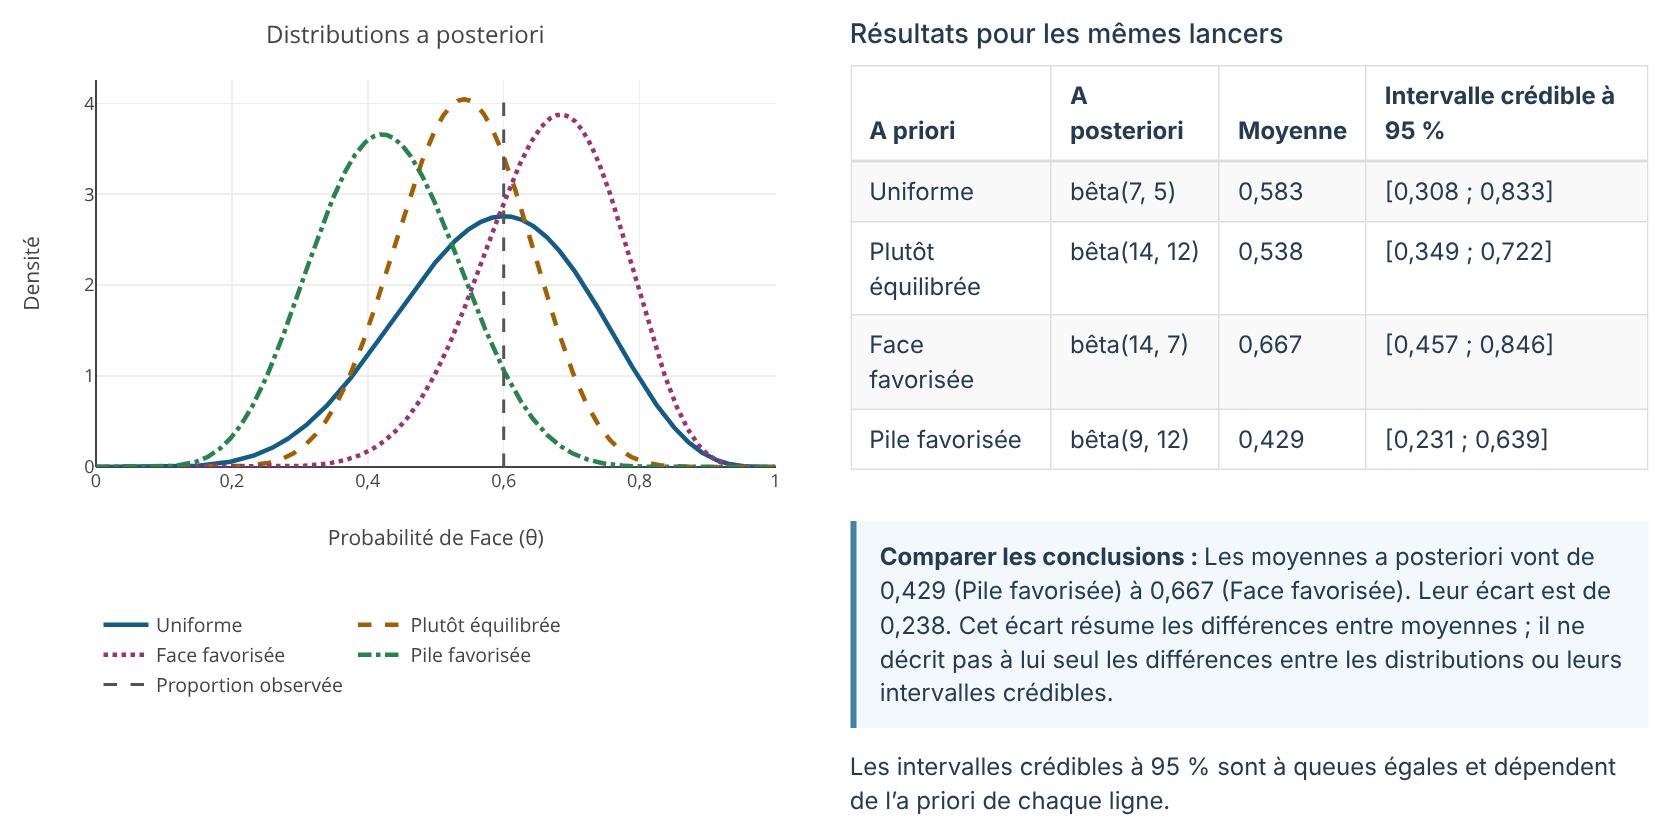 Distributions a posteriori
Densité
4
3
2
1
0
0
0,2
0,4
0,6
0,8
1
Probabilité de Face (θ)
Uniforme
Plutôt équilibrée
Face favorisée
Pile favorisée
Proportion observée
Résultats pour les mêmes lancers
A priori
A
posteriori
Moyenne
Intervalle crédible à
95 %
Uniforme
bêta(7, 5)
0,583
[0,308 ; 0,833]
Plutôt
équilibrée
bêta(14, 12)
0,538
[0,349 ; 0,722]
Face
favorisée
bêta(14, 7)
0,667
[0,457 ; 0,846]
Pile favorisée
bêta(9, 12)
0,429
[0,231 ; 0,639]
Comparer les conclusions : Les moyennes a posteriori vont de
0,429 (Pile favorisée) à 0,667 (Face favorisée). Leur écart est de
0,238. Cet écart résume les différences entre moyennes ; il ne
décrit pas à lui seul les différences entre les distributions ou leurs
intervalles crédibles.
Les intervalles crédibles à 95 % sont à queues égales et dépendent
de l’a priori de chaque ligne.